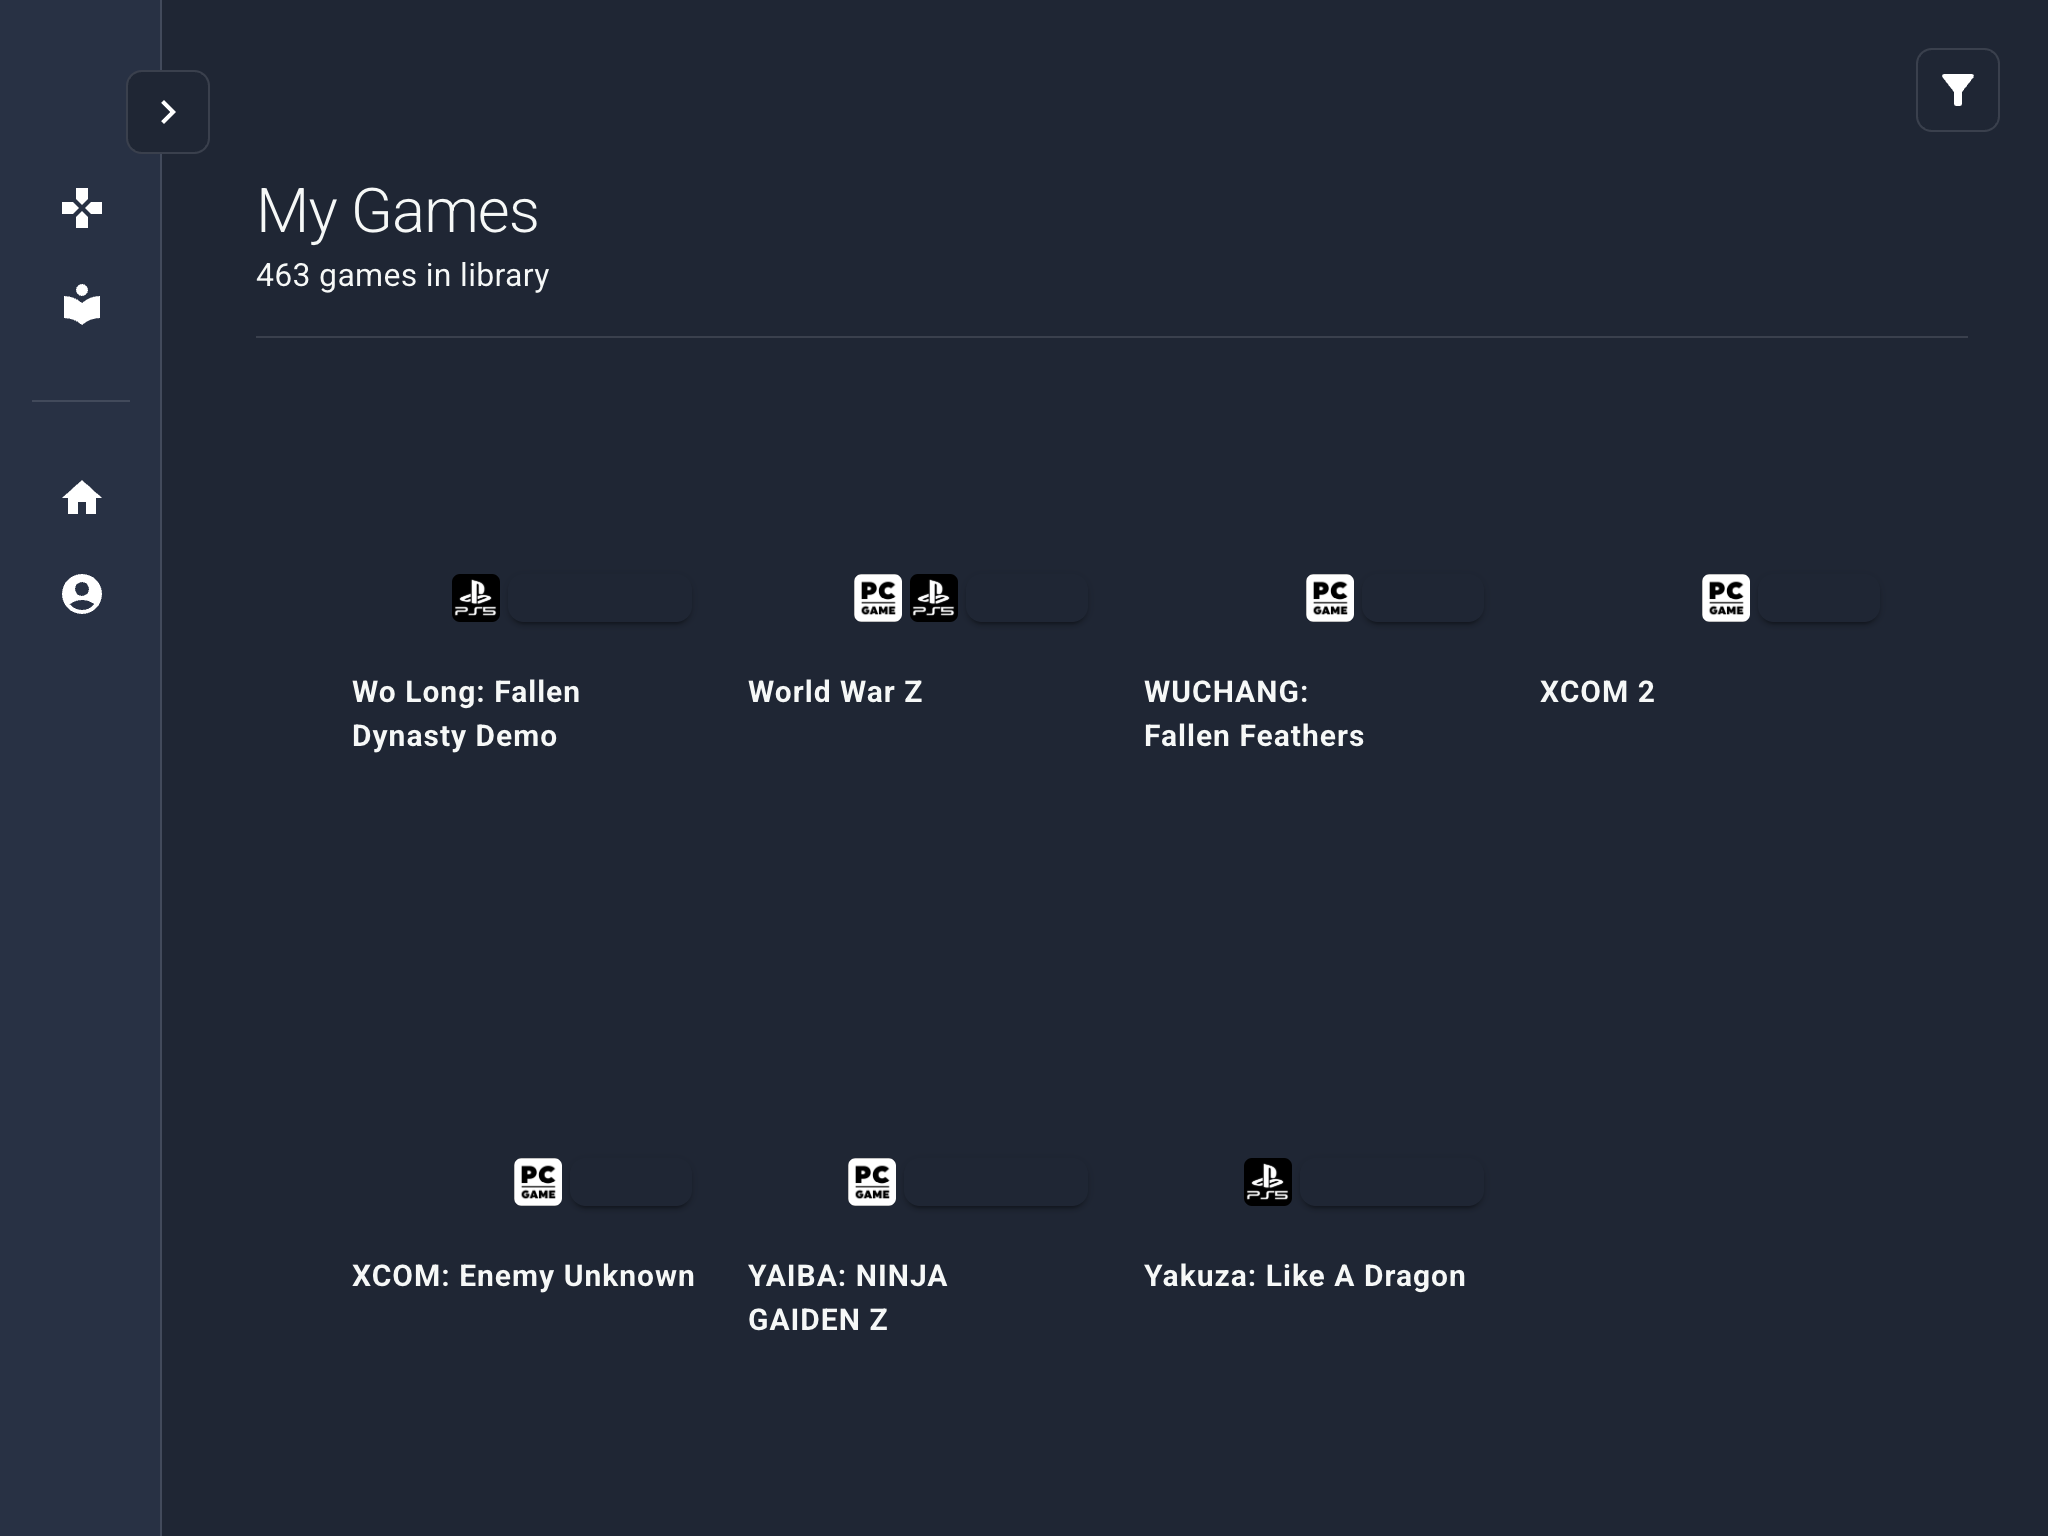 My Games
463 games in library
PS5
PC
GAME
PS5
PC
GAME
PC
GAME
Wo Long: Fallen
Dynasty Demo
World War Z
WUCHANG:
Fallen Feathers
XCOM 2
PC
GAME
PC
GAME
PS5
XCOM: Enemy Unknown
YAIBA: NINJA
GAIDEN Z
Yakuza: Like A Dragon